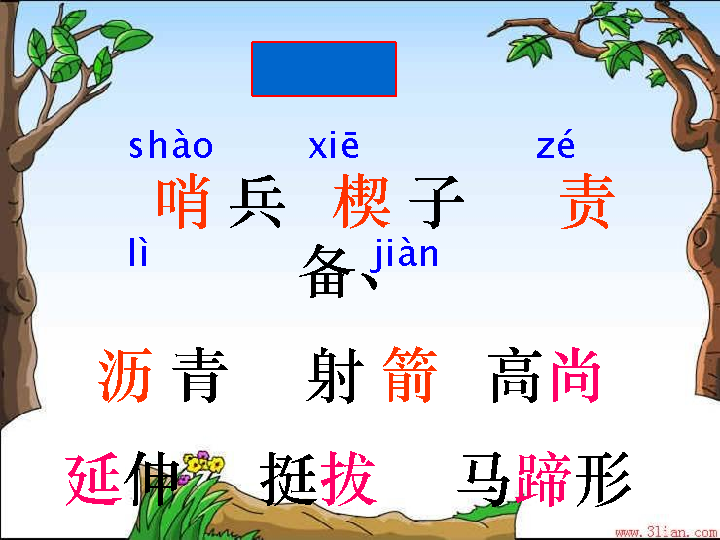 shào xiē zé
哨兵 楔子 责
lì 备、 jiàn
沥青 射箭 高尚
延伸 挺拔 马蹄形
www.3lian.com